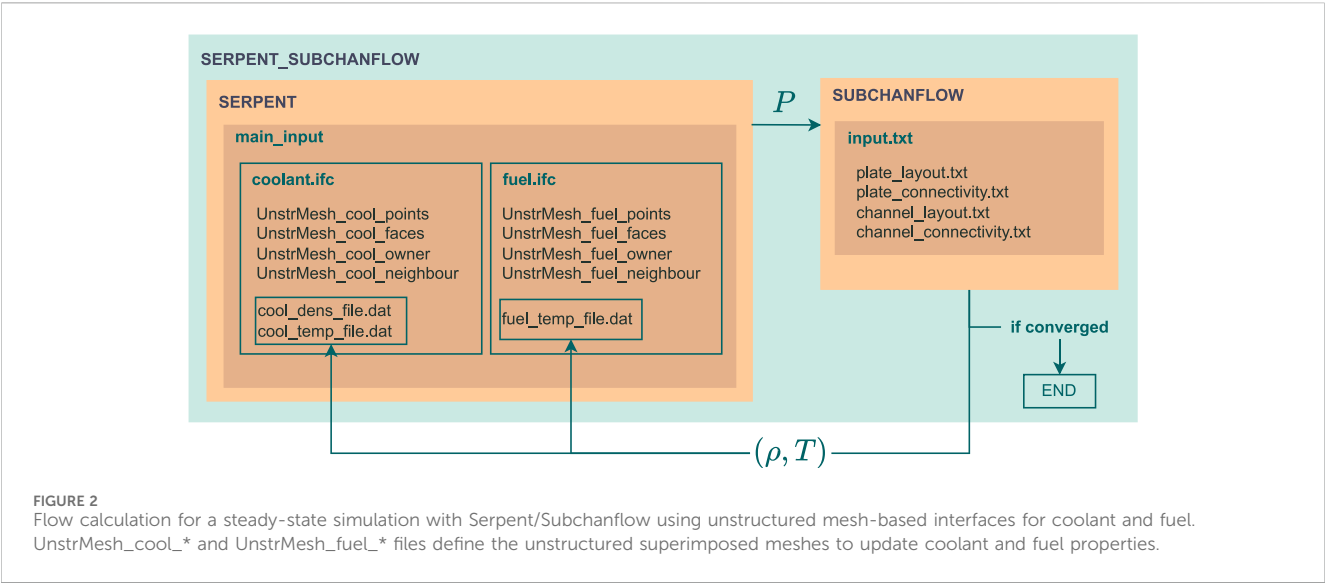 SERPENT_SUBCHANFLOW
SERPENT
main_input
coolant.ifc
UnstrMesh_cool_points
UnstrMesh_cool_faces
UnstrMesh_cool_owner
UnstrMesh_cool_neighbour
cool_dens_file.dat
cool_temp_file.dat
fuel.ifc
UnstrMesh_fuel_points
UnstrMesh_fuel_faces
UnstrMesh_fuel_owner
UnstrMesh_fuel_neighbour
fuel_temp_file.dat
P
SUBCHANFLOW
input.txt
plate_layout.txt
plate_connectivity.txt
channel_layout.txt
channel_connectivity.txt
if converged
END
(ρ, T)
FIGURE 2
Flow calculation for a steady-state simulation with Serpent/Subchanflow using unstructured mesh-based interfaces for coolant and fuel.
UnstrMesh_cool_* and UnstrMesh_fuel_* files define the unstructured superimposed meshes to update coolant and fuel properties.